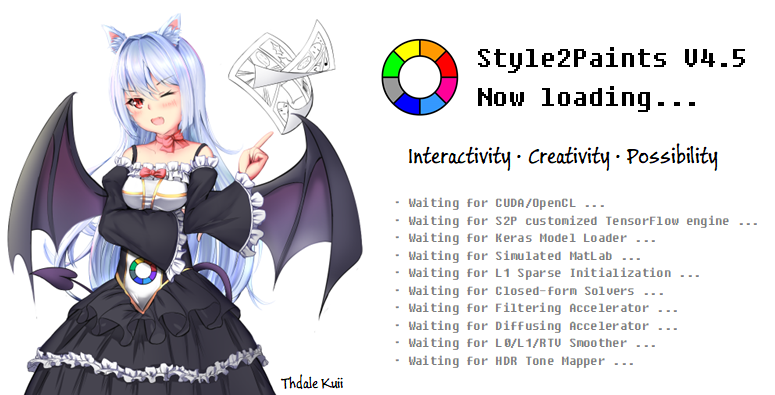 Style2Paints V4.5
Now loading...
Interactivity · Creativity · Possibility
· Waiting for CUDA/OpenCL ...
· Waiting for S2P customized TensorFlow engine ...
· Waiting for Keras Model Loader ...
· Waiting for Simulated MatLab ...
· Waiting for L1 Sparse Initialization ...
· Waiting for Closed-form Solvers ...
· Waiting for Filtering Accelerator ...
· Waiting for Diffusing Accelerator ...
· Waiting for L0/L1/RTV Smoother ...
· Waiting for HDR Tone Mapper ...
Thdale Kuii